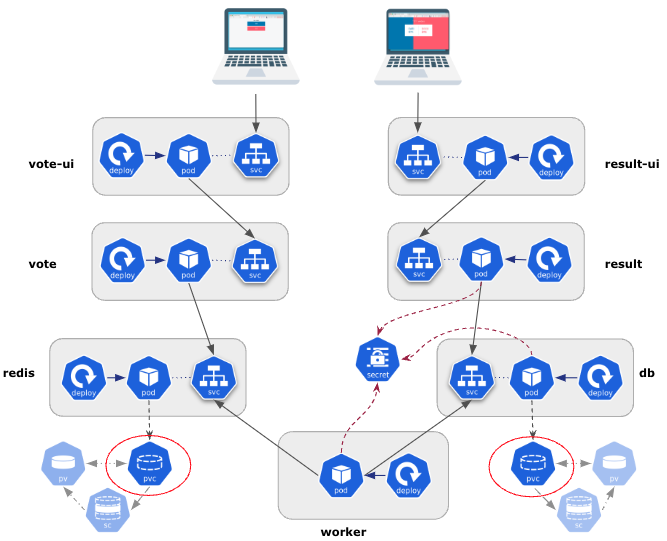 vote-ui
deploy
pod
svc
svc
pod
deploy
result-ui
vote
deploy
pod
svc
svc
pod
deploy
result
redis
deploy
pod
svc
secret
svc
pod
deploy
db
pv
pvc
sc
pod
deploy
worker
pvc
pv
sc